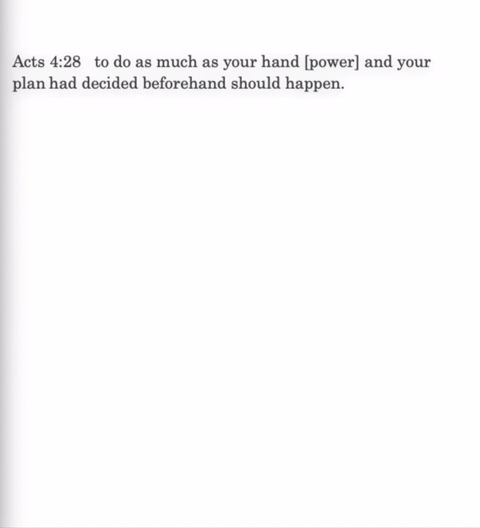 Acts 4:28 to do as much as your hand [power] and your
plan had decided beforehand should happen.